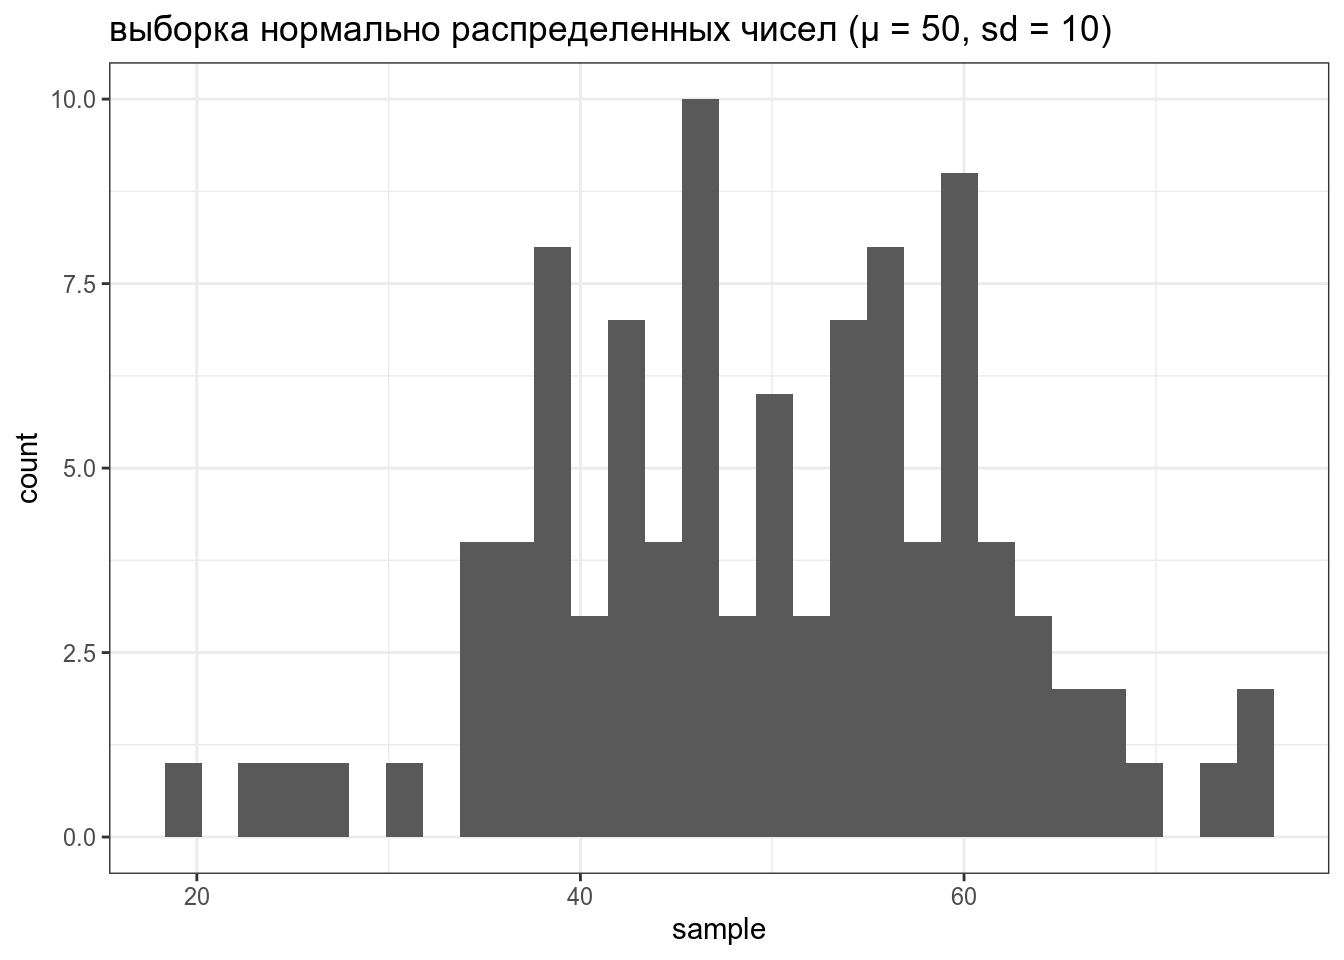 выборка нормально распределенных чисел (μ = 50, sd = 10)
10.0
7.5
5.0
2.5
0.0
count
20 40 60
sample